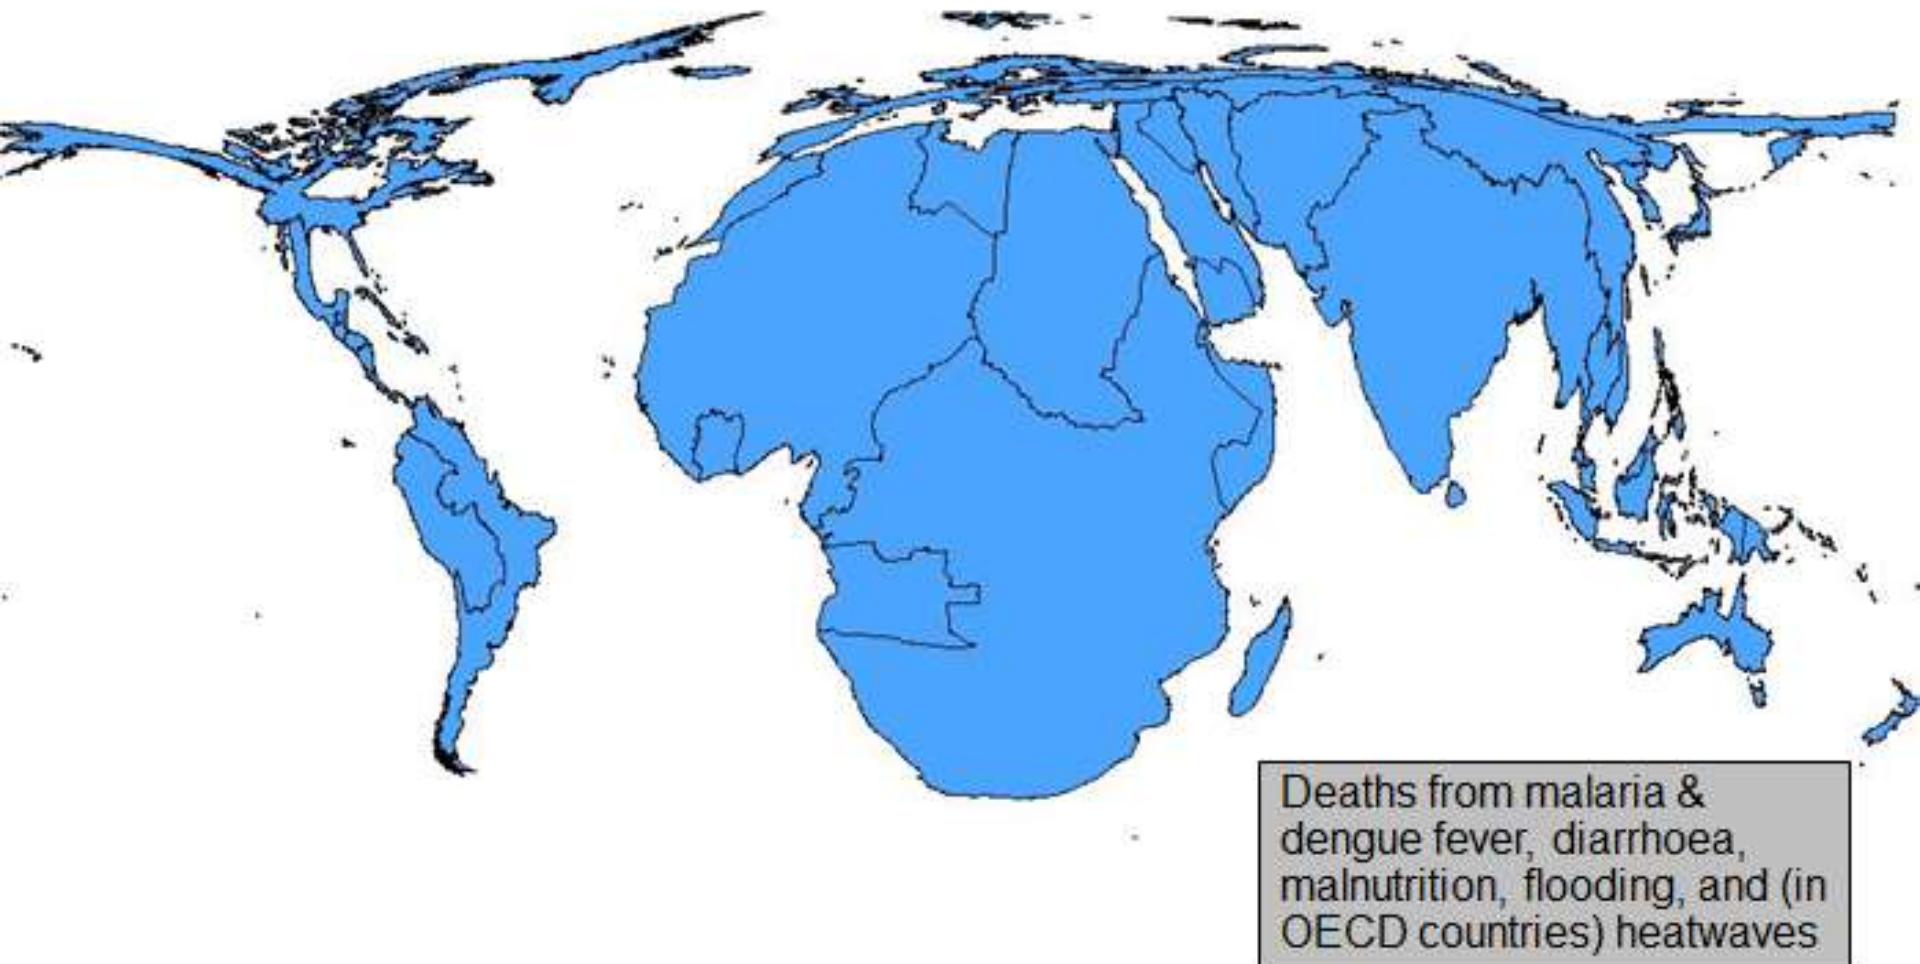 Deaths from malaria &
dengue fever, diarrhoea,
malnutrition, flooding, and (in
OECD countries) heatwaves